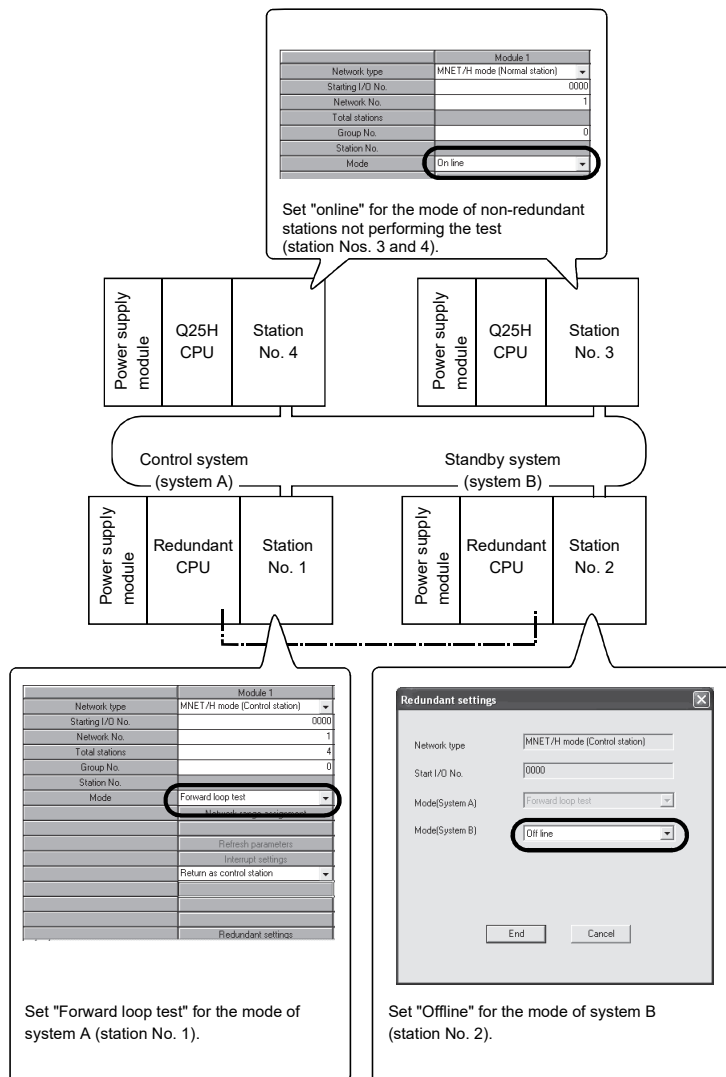 Module 1
Network type MNET/H mode (Normal station)
Starting I/O No. 0000
Network No. 1
Total stations
Group No. 0
Station No.
Mode On line
Set "online" for the mode of non-redundant
stations not performing the test
(station Nos. 3 and 4).
Power supply
module
Q25H
CPU
Station
No. 4
Power supply
module
Q25H
CPU
Station
No. 3
Control system
(system A)
Standby system
(system B)
Power supply
module
Redundant
CPU
Station
No. 1
Power supply
module
Redundant
CPU
Station
No. 2
Module 1
Network type MNET/H mode (Control station)
Starting I/O No. 0000
Network No. 1
Total stations 4
Group No. 0
Station No.
Mode Forward loop test
Network range assignment
Refresh parameters
Interrupt settings
Return as control station
Redundant settings
Set "Forward loop test" for the mode of
system A (station No. 1).
Redundant settings
Network type MNET/H mode (Control station)
Start I/O No. 0000
Mode(System A) Forward loop test
Mode(System B) Off line
End Cancel
Set "Offline" for the mode of system B
(station No. 2).